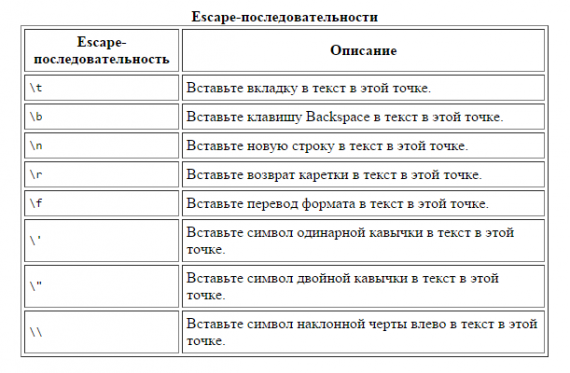 Escape-последовательности
Escape-
последовательность
Описание
\t
Вставьте вкладку в текст в этой точке.
\b
Вставьте клавишу Backspace в текст в этой точке.
\n
Вставьте новую строку в текст в этой точке.
\r
Вставьте возврат каретки в текст в этой точке.
\f
Вставьте перевод формата в текст в этой точке.
\'
Вставьте символ одинарной кавычки в текст в этой
точке.
\"
Вставьте символ двойной кавычки в текст в этой
точке.
\\
Вставьте символ наклонной черты влево в текст в этой
точке.